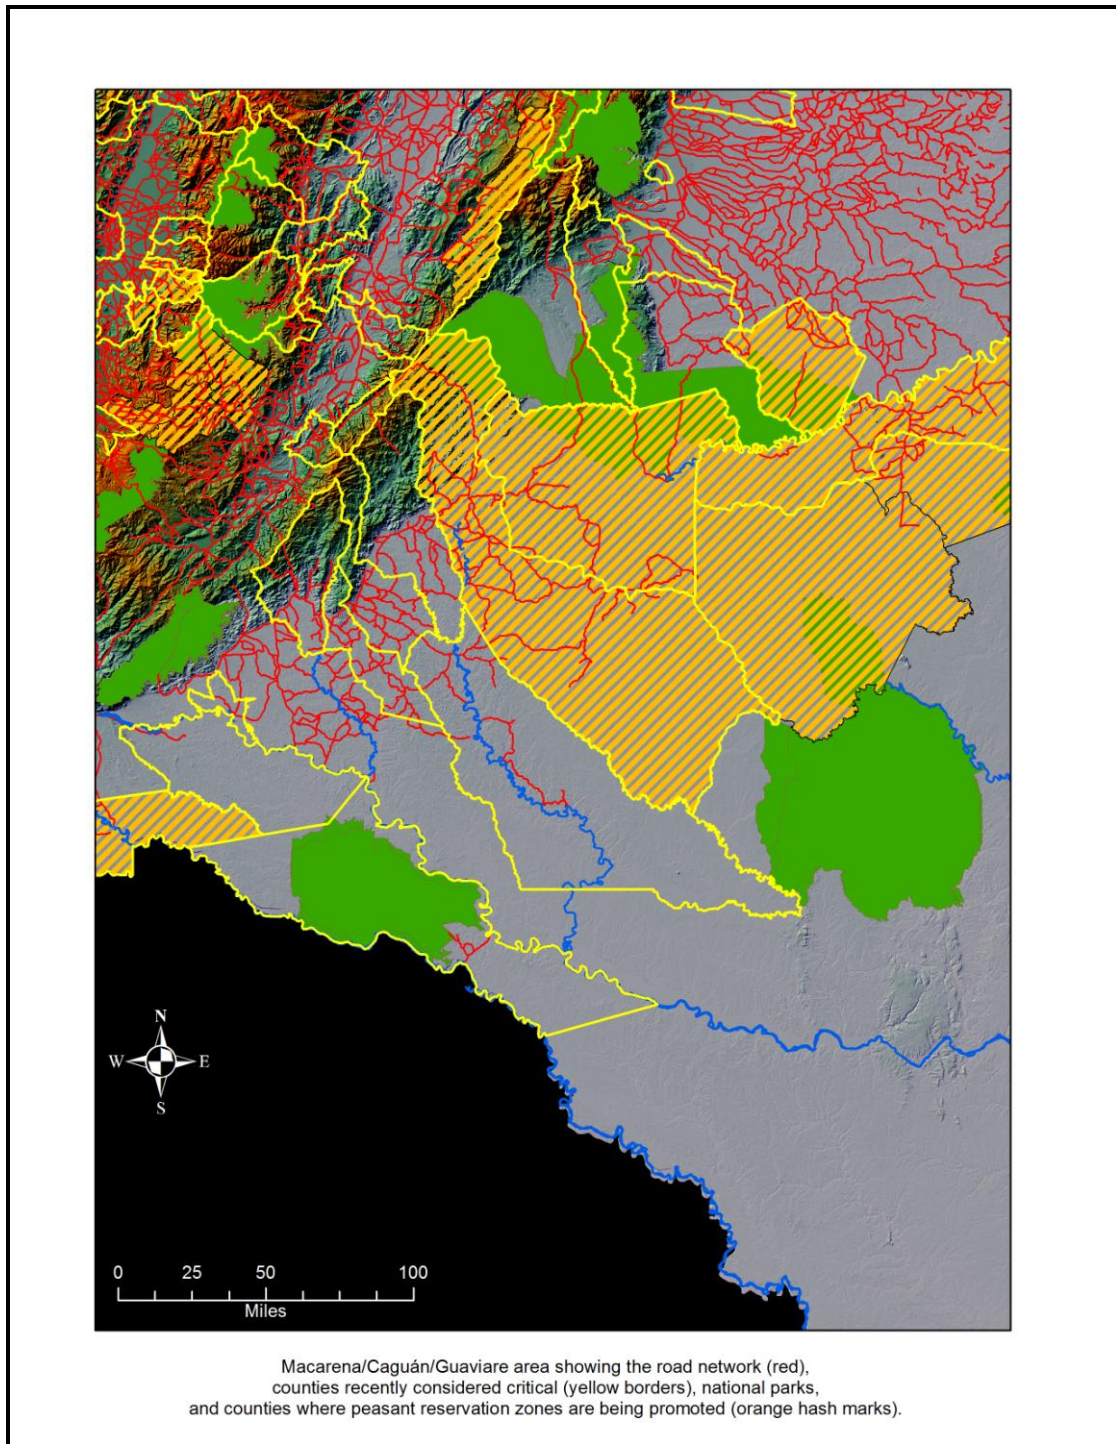 N
W E
S
0 25 50 100
Miles
Macarena/Caguán/Guaviare area showing the road network (red),
counties recently considered critical (yellow borders), national parks,
and counties where peasant reservation zones are being promoted (orange hash marks).